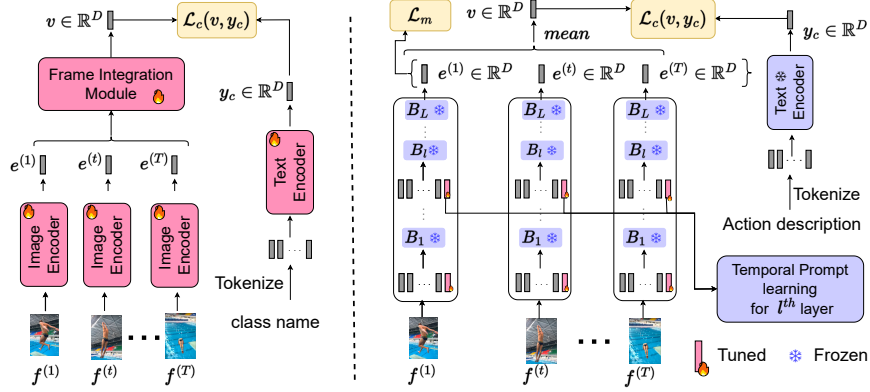 v ∈ ℝ^D
ℒ_c(v, y_c)
Frame Integration
Module
y_c ∈ ℝ^D
e^(1)
e^(t)
e^(T)
Image
Encoder
Image
Encoder
Image
Encoder
Text
Encoder
Tokenize
class name
f^(1)
f^(t)
f^(T)
ℒ_m
v ∈ ℝ^D
ℒ_c(v, y_c)
y_c ∈ ℝ^D
mean
e^(1) ∈ ℝ^D
e^(t) ∈ ℝ^D
e^(T) ∈ ℝ^D
B_L
B_L
B_L
B_l
B_l
B_l
B_1
B_1
B_1
Text
Encoder
Tokenize
Action description
Temporal Prompt
learning
for l^th layer
f^(1)
f^(t)
f^(T)
Tuned
Frozen